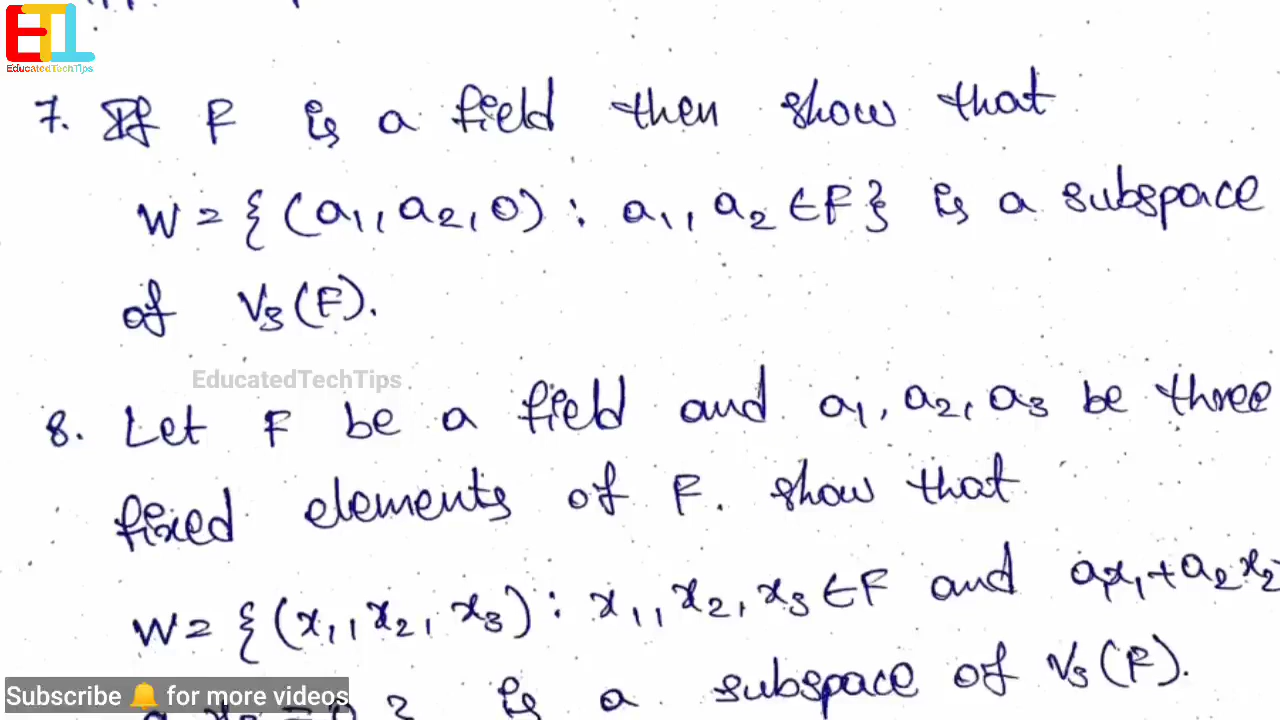 ETL
EducatedTechTips
7. If F is a field then show that
W = { (a₁, a₂, 0) : a₁, a₂ ∈ F } is a subspace
of V₃(F).
EducatedTechTips
8. Let F be a field and a₁, a₂, a₃ be three
fixed elements of F. show that
W = { (x₁, x₂, x₃) : x₁, x₂, x₃ ∈ F and ax₁ + a₂x₂
is a subspace of V₃(F).
Subscribe 🔔 for more videos